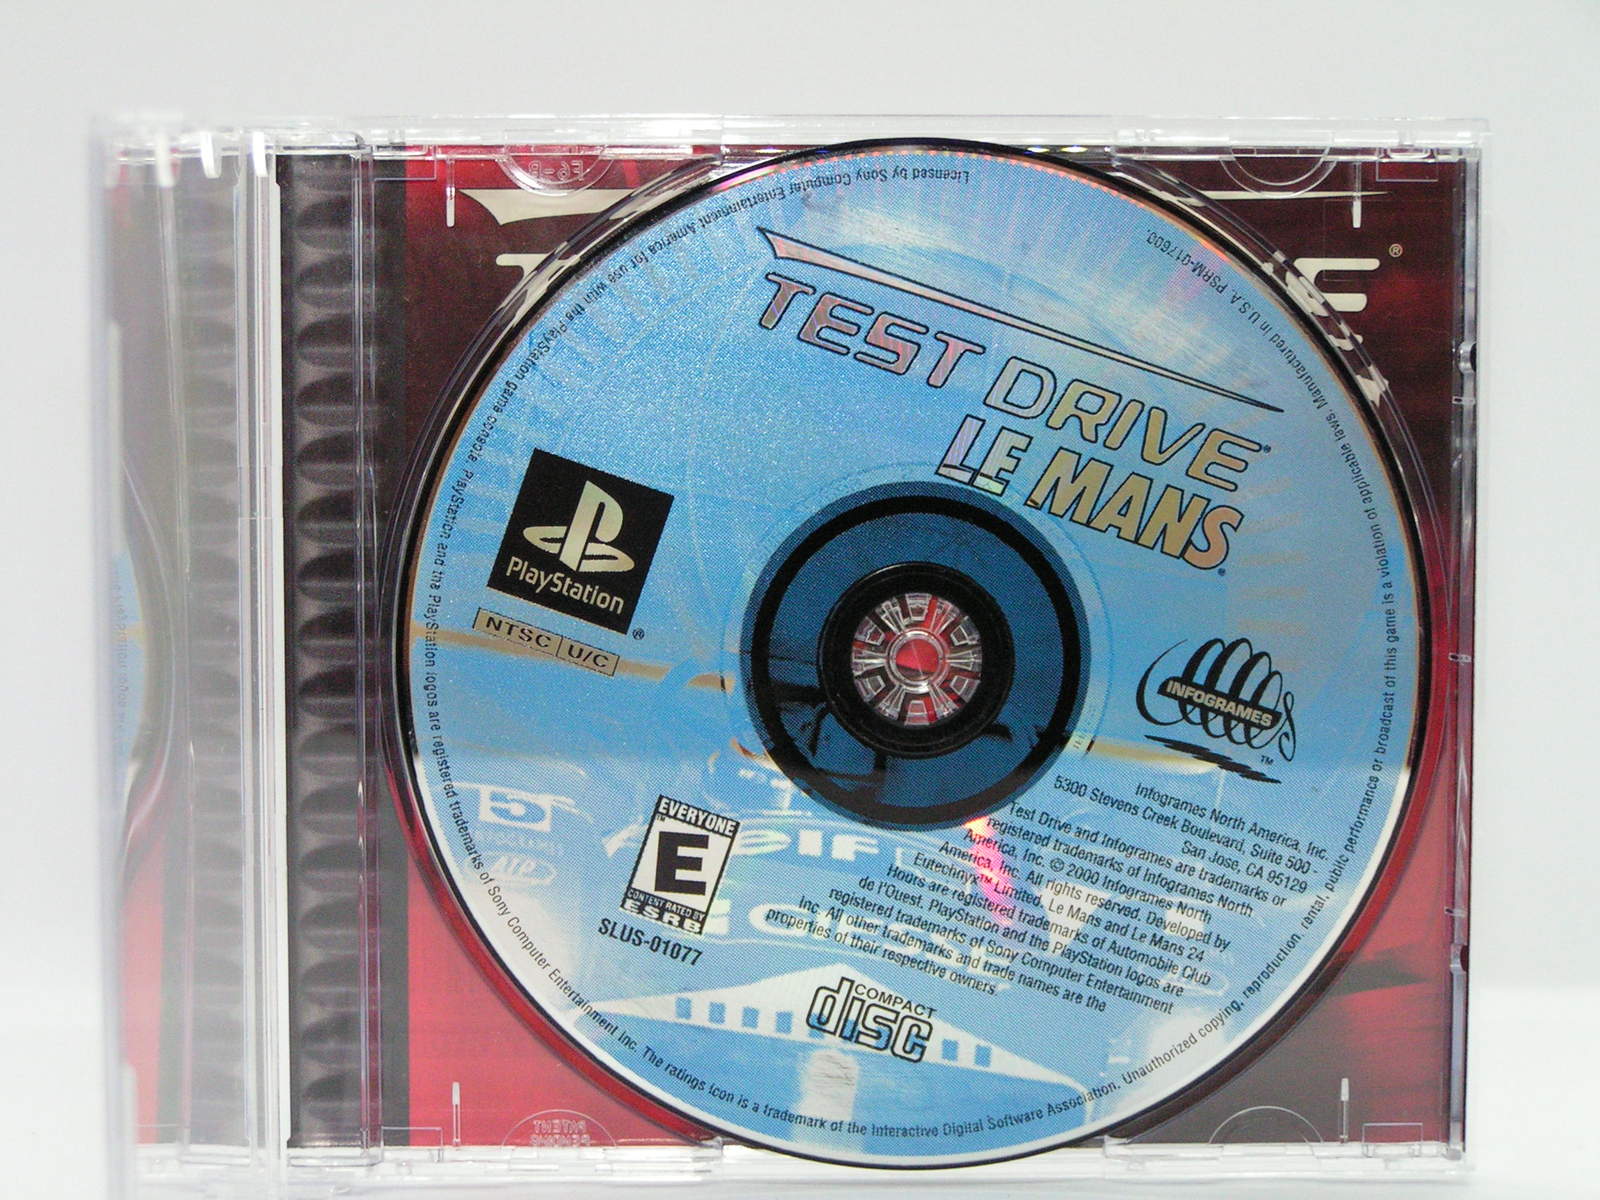 TEST DRIVE®
LE MANS®
PlayStation
®
NTSC U/C
INFOGRAMES
™
EVERYONE
E
CONTENT RATED BY
ESRB
SLUS-01077
Infogrames North America, Inc.
5300 Stevens Creek Boulevard, Suite 500 -
San Jose, CA 95129
Test Drive and Infogrames are trademarks or
registered trademarks of Infogrames North
America, Inc. © 2000 Infogrames North
America, Inc. All rights reserved. Developed by
Eutechnyx™ Limited. Le Mans and Le Mans 24
Hours are registered trademarks of Automobile Club
de l'Ouest. PlayStation and the PlayStation logos are
registered trademarks of Sony Computer Entertainment
Inc. All other trademarks and trade names are the
properties of their respective owners.
COMPACT
disc
Licensed by Sony Computer Entertainment America for use with the PlayStation game console. PlayStation and the PlayStation logos are registered trademarks of Sony Computer Entertainment Inc. The ratings icon is a trademark of the Interactive Digital Software Association. Unauthorized copying, reproduction, rental, public performance or broadcast of this game is a violation of applicable laws. Manufactured in U.S.A. PSRM-017600.
5
ATP
PATENT
PENDING
®